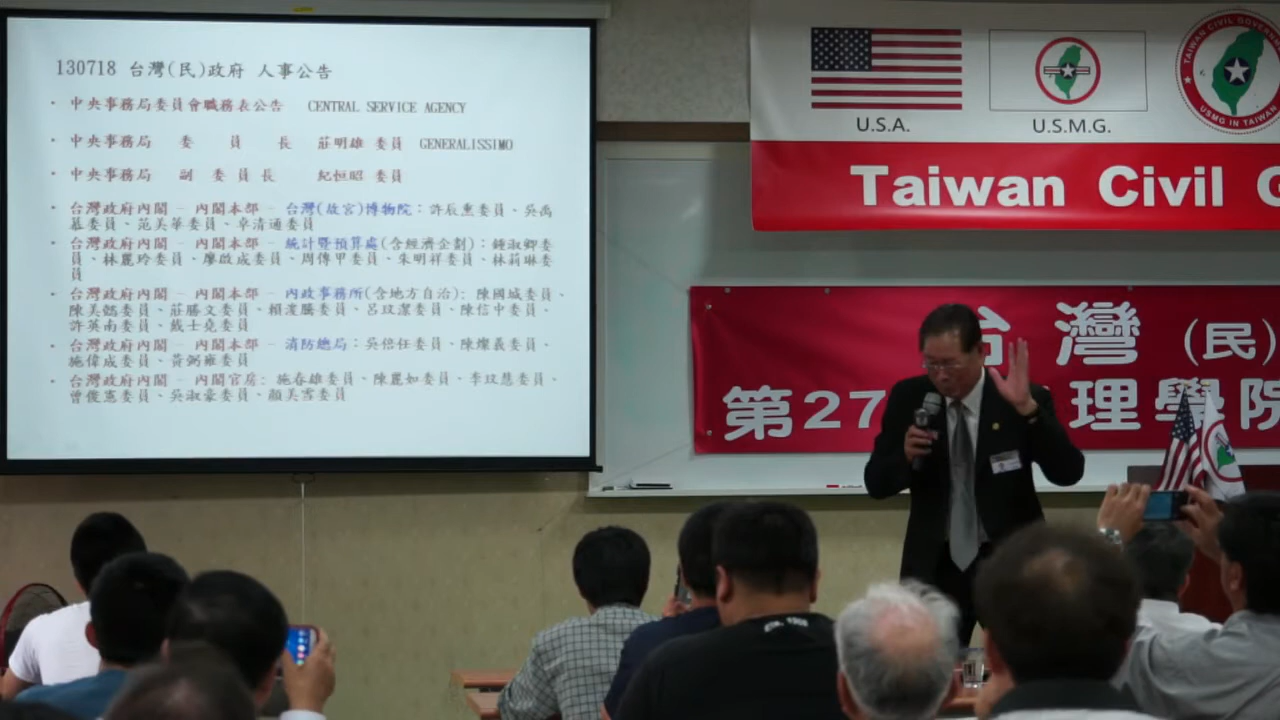 130718 台灣(民)政府 人事公告
• 中央事務局委員會職務表公告 CENTRAL SERVICE AGENCY
• 中央事務局 委 員 長 莊明雄 委員 GENERALISSIMO
• 中央事務局 副 委 員 長 紀恒昭 委員
• 台灣政府內閣 – 內閣本部 – 台灣(故宮)博物院：許辰熏委員、吳禹
慕委員、范美華委員、卓清通委員
• 台灣政府內閣 – 內閣本部 – 統計暨預算處(含經濟企劃)：鍾淑卿委
員、林麗玲委員、廖啟成委員、周傳甲委員、朱明祥委員、林莉琳委
員
• 台灣政府內閣 – 內閣本部 – 內政事務所(含地方自治): 陳國城委員、
陳美嬑委員、莊勝文委員、賴浚騰委員、呂玟潔委員、陳信中委員、
許英南委員、戴士堯委員
• 台灣政府內閣 – 內閣本部 – 消防總局：吳倍任委員、陳燦義委員、
施偉成委員、黃弼雍委員
• 台灣政府內閣 – 內閣官房: 施春雄委員、陳麗如委員、李玟慧委員、
曾俊憲委員、吳淑豪委員、顏美雪委員
U.S.A.
U.S.M.G.
TAIWAN CIVIL GOVERN
USMG IN TAIWAN
Taiwan Civil G
台灣(民)
第27 理學院